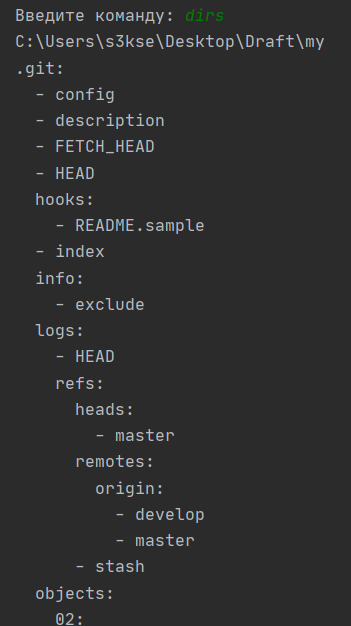 Введите команду: dirs
C:\Users\s3kse\Desktop\Draft\my
.git:
  - config
  - description
  - FETCH_HEAD
  - HEAD
  hooks:
    - README.sample
  - index
  info:
    - exclude
  logs:
    - HEAD
    refs:
      heads:
        - master
      remotes:
        origin:
          - develop
          - master
      - stash
  objects:
    02: